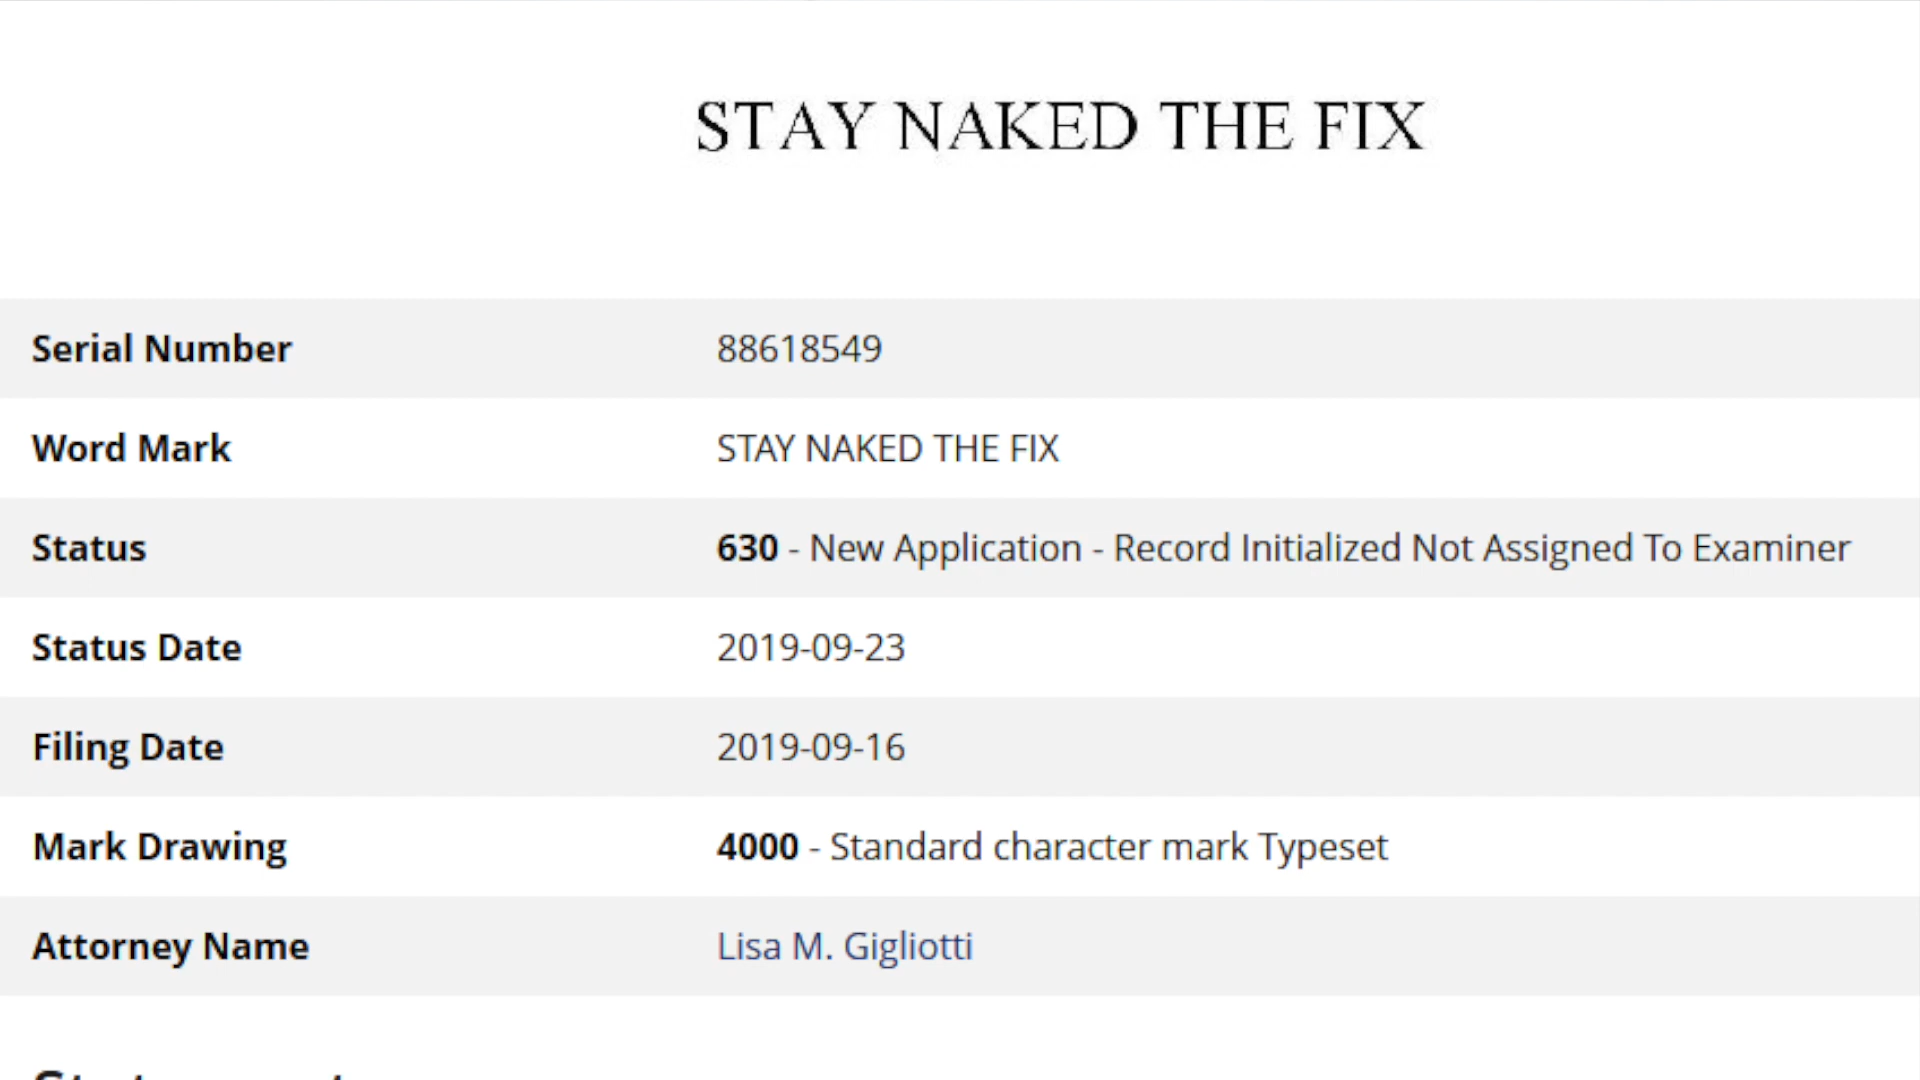 STAY NAKED THE FIX
Serial Number 88618549
Word Mark STAY NAKED THE FIX
Status 630 - New Application - Record Initialized Not Assigned To Examiner
Status Date 2019-09-23
Filing Date 2019-09-16
Mark Drawing 4000 - Standard character mark Typeset
Attorney Name Lisa M. Gigliotti